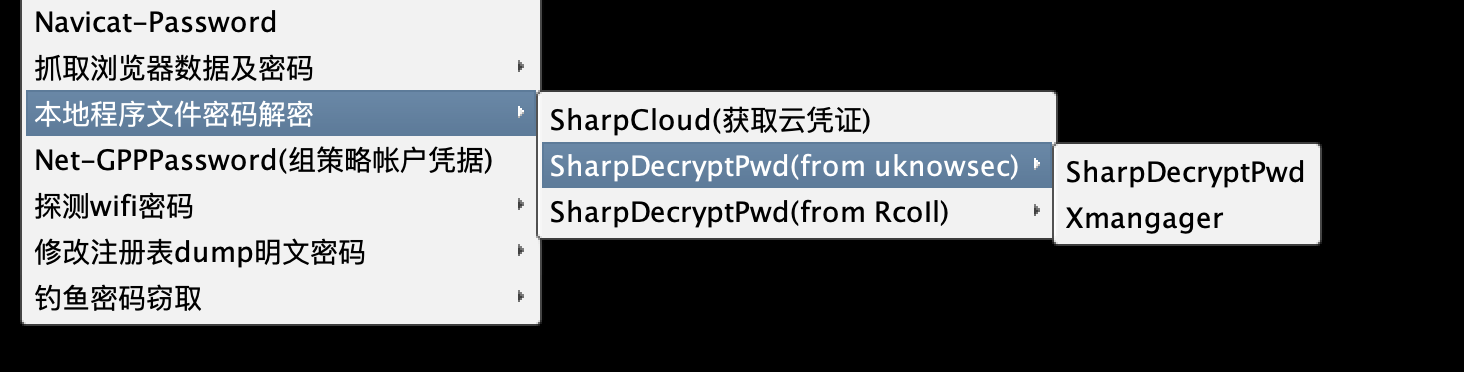 Navicat-Password
抓取浏览器数据及密码
本地程序文件密码解密
Net-GPPPassword(组策略帐户凭据)
探测wifi密码
修改注册表dump明文密码
钓鱼密码窃取
SharpCloud(获取云凭证)
SharpDecryptPwd(from uknowsec)
SharpDecryptPwd(from RcoIl)
SharpDecryptPwd
Xmangager